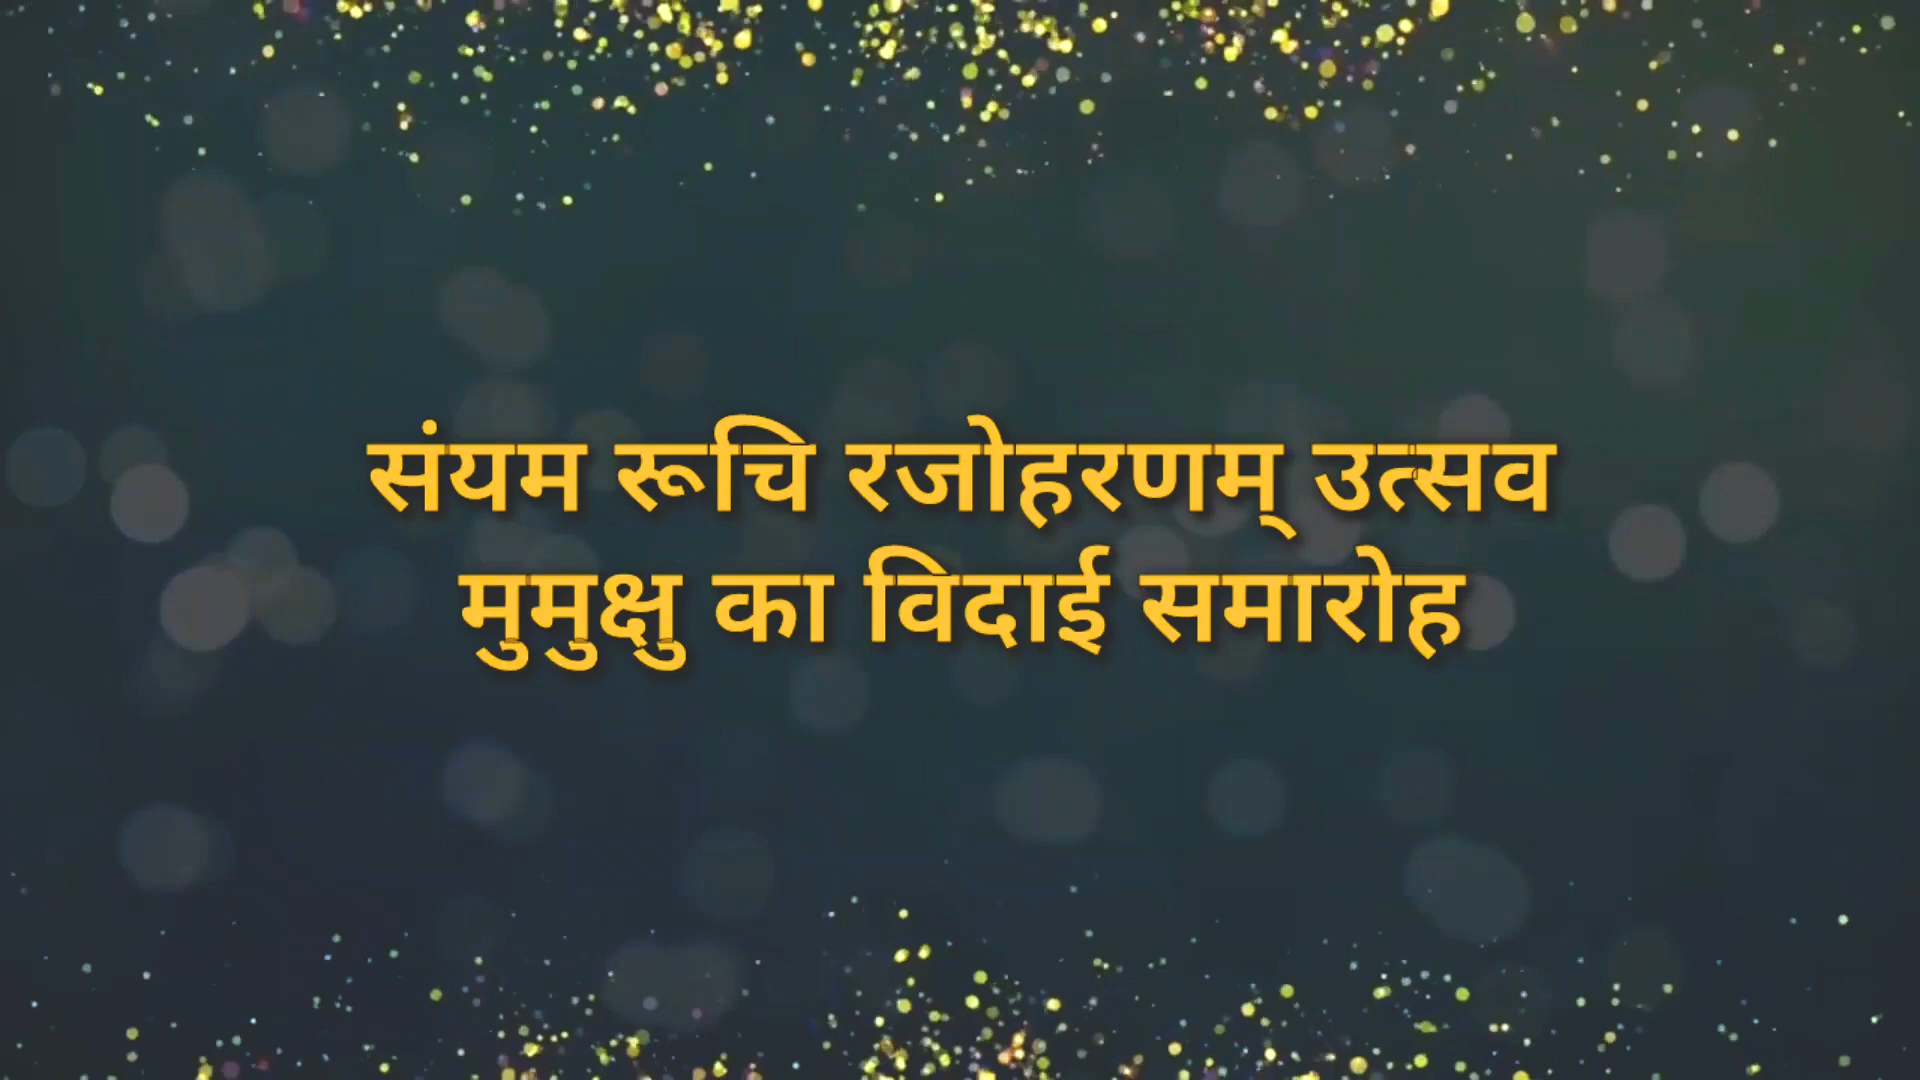 संयम रूचि रजोहरणम् उत्सव
मुमुक्षु का विदाई समारोह